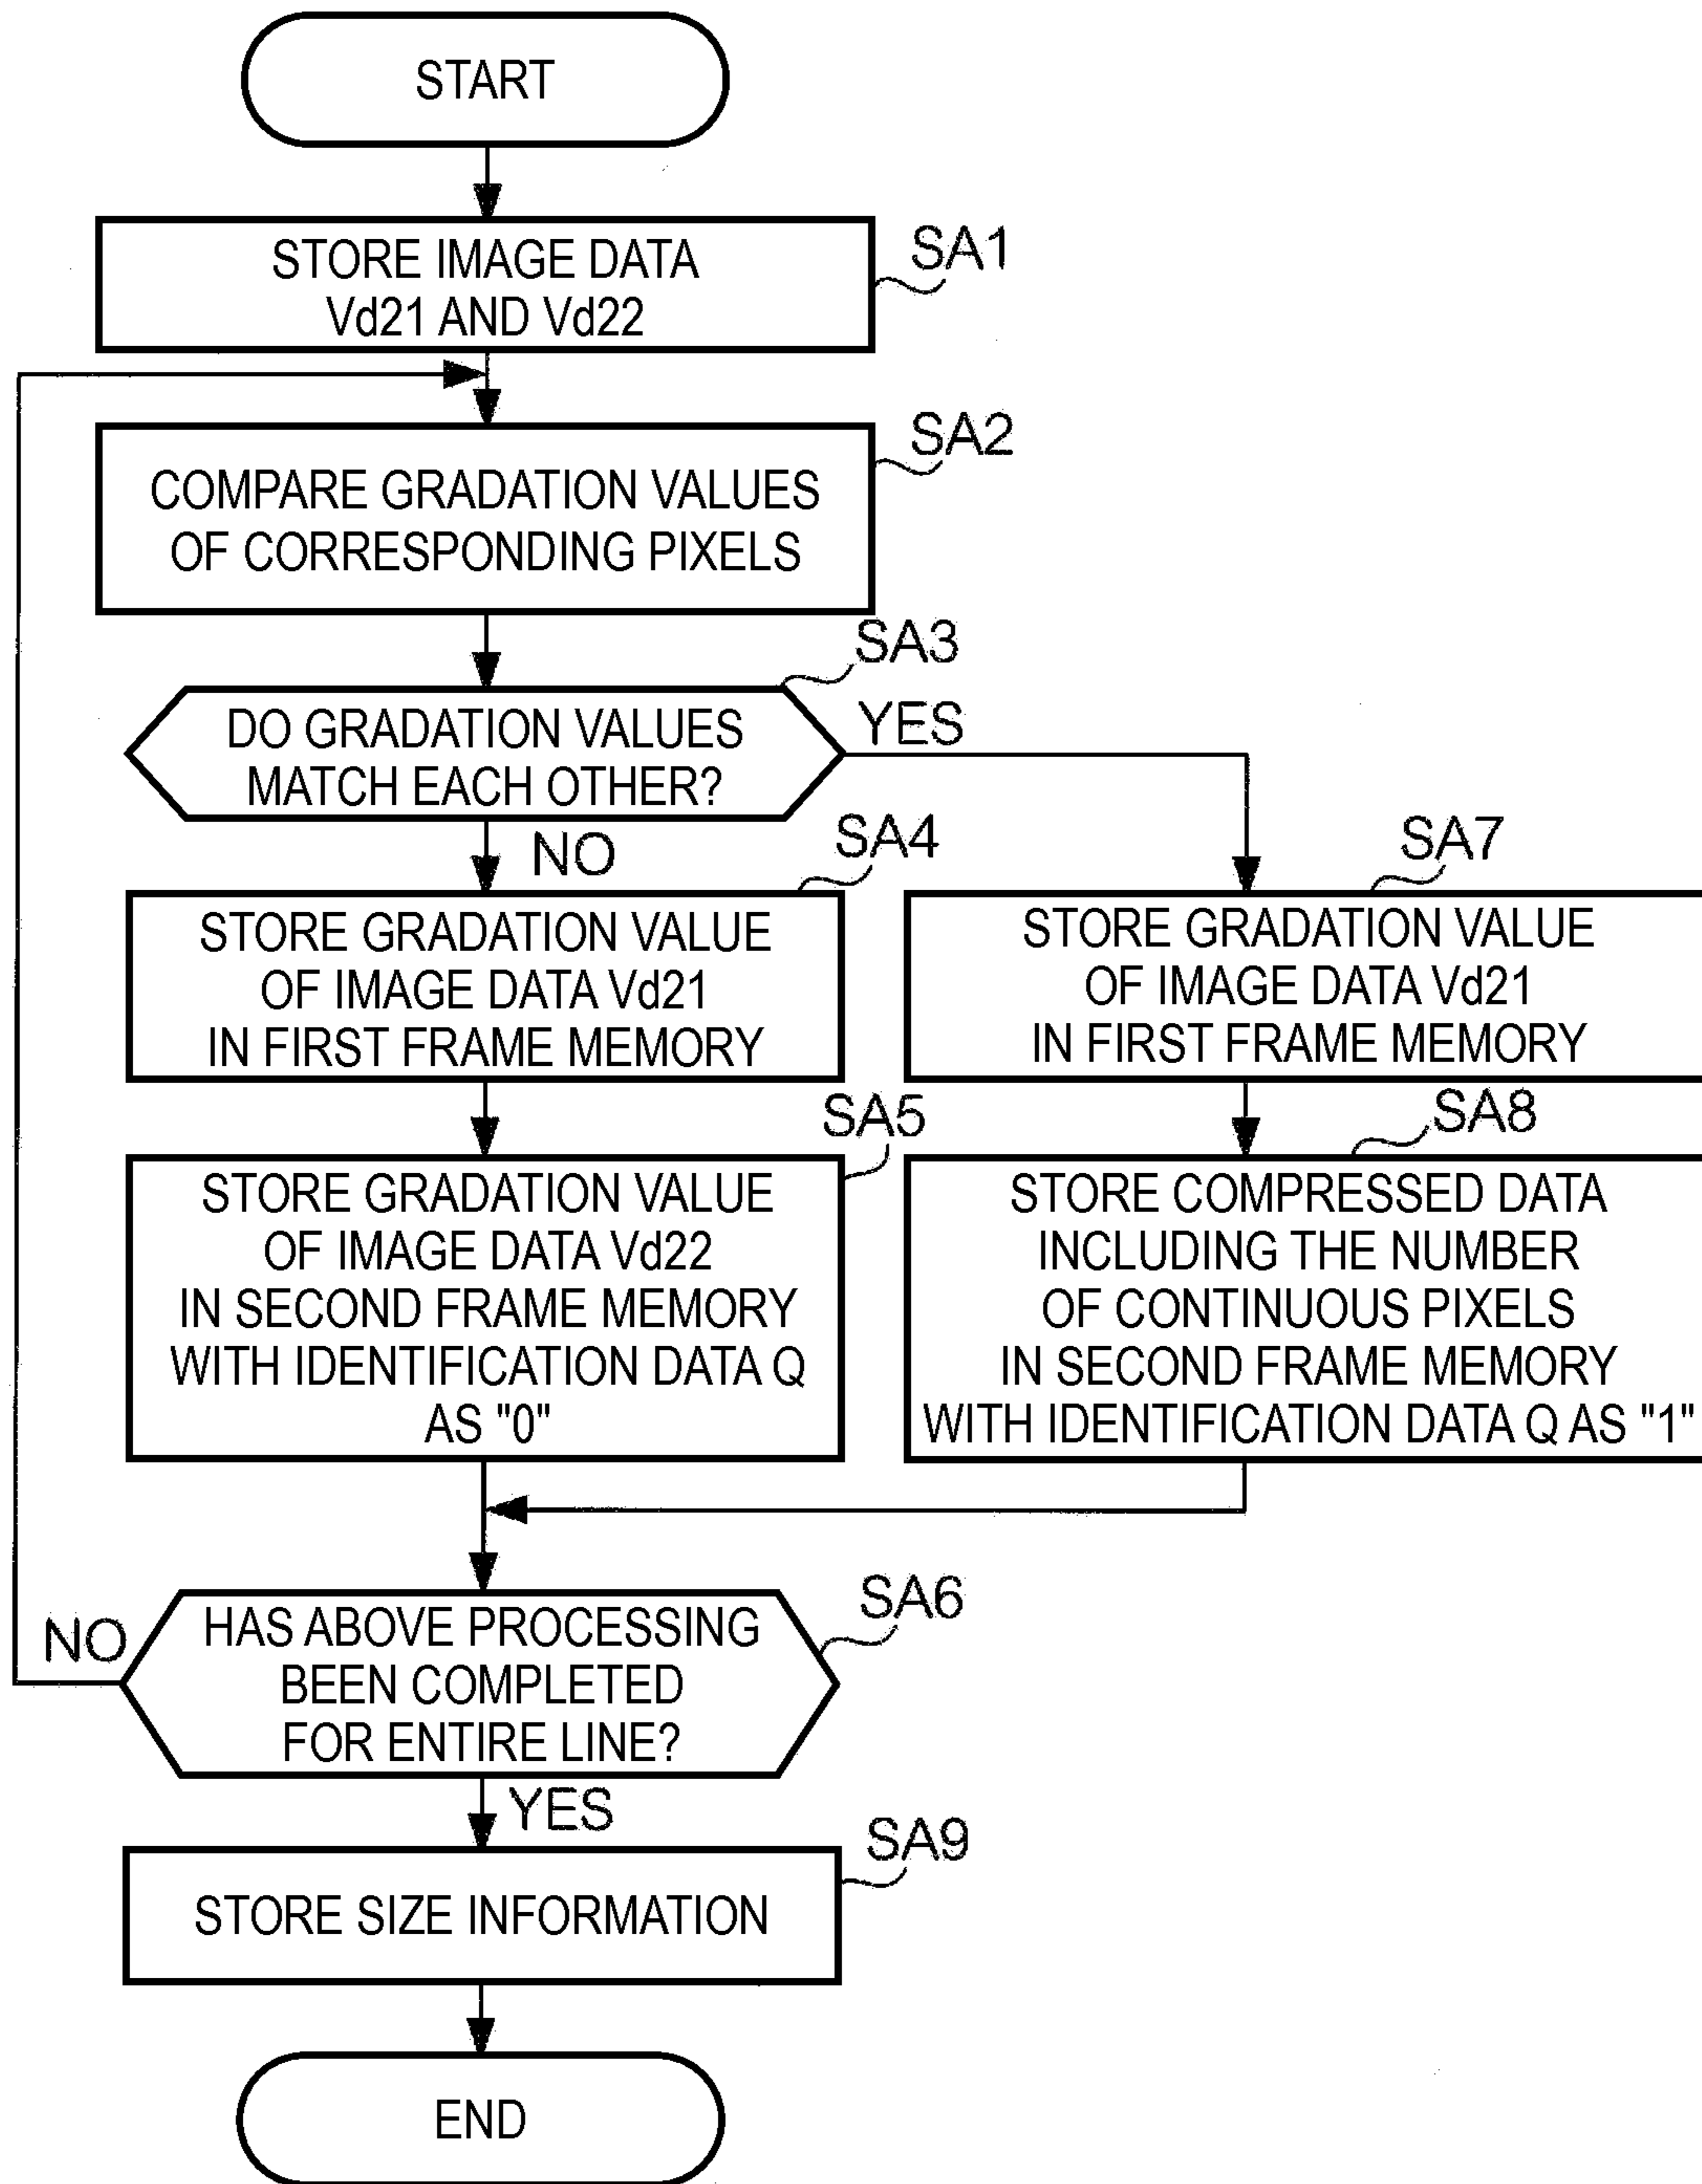 START
STORE IMAGE DATA
Vd21 AND Vd22
SA1
COMPARE GRADATION VALUES
OF CORRESPONDING PIXELS
SA2
DO GRADATION VALUES
MATCH EACH OTHER?
SA3
YES
NO
STORE GRADATION VALUE
OF IMAGE DATA Vd21
IN FIRST FRAME MEMORY
SA4
STORE GRADATION VALUE
OF IMAGE DATA Vd21
IN FIRST FRAME MEMORY
SA7
STORE GRADATION VALUE
OF IMAGE DATA Vd22
IN SECOND FRAME MEMORY
WITH IDENTIFICATION DATA Q
AS "0"
SA5
STORE COMPRESSED DATA
INCLUDING THE NUMBER
OF CONTINUOUS PIXELS
IN SECOND FRAME MEMORY
WITH IDENTIFICATION DATA Q AS "1"
SA8
HAS ABOVE PROCESSING
BEEN COMPLETED
FOR ENTIRE LINE?
SA6
NO
YES
STORE SIZE INFORMATION
SA9
END